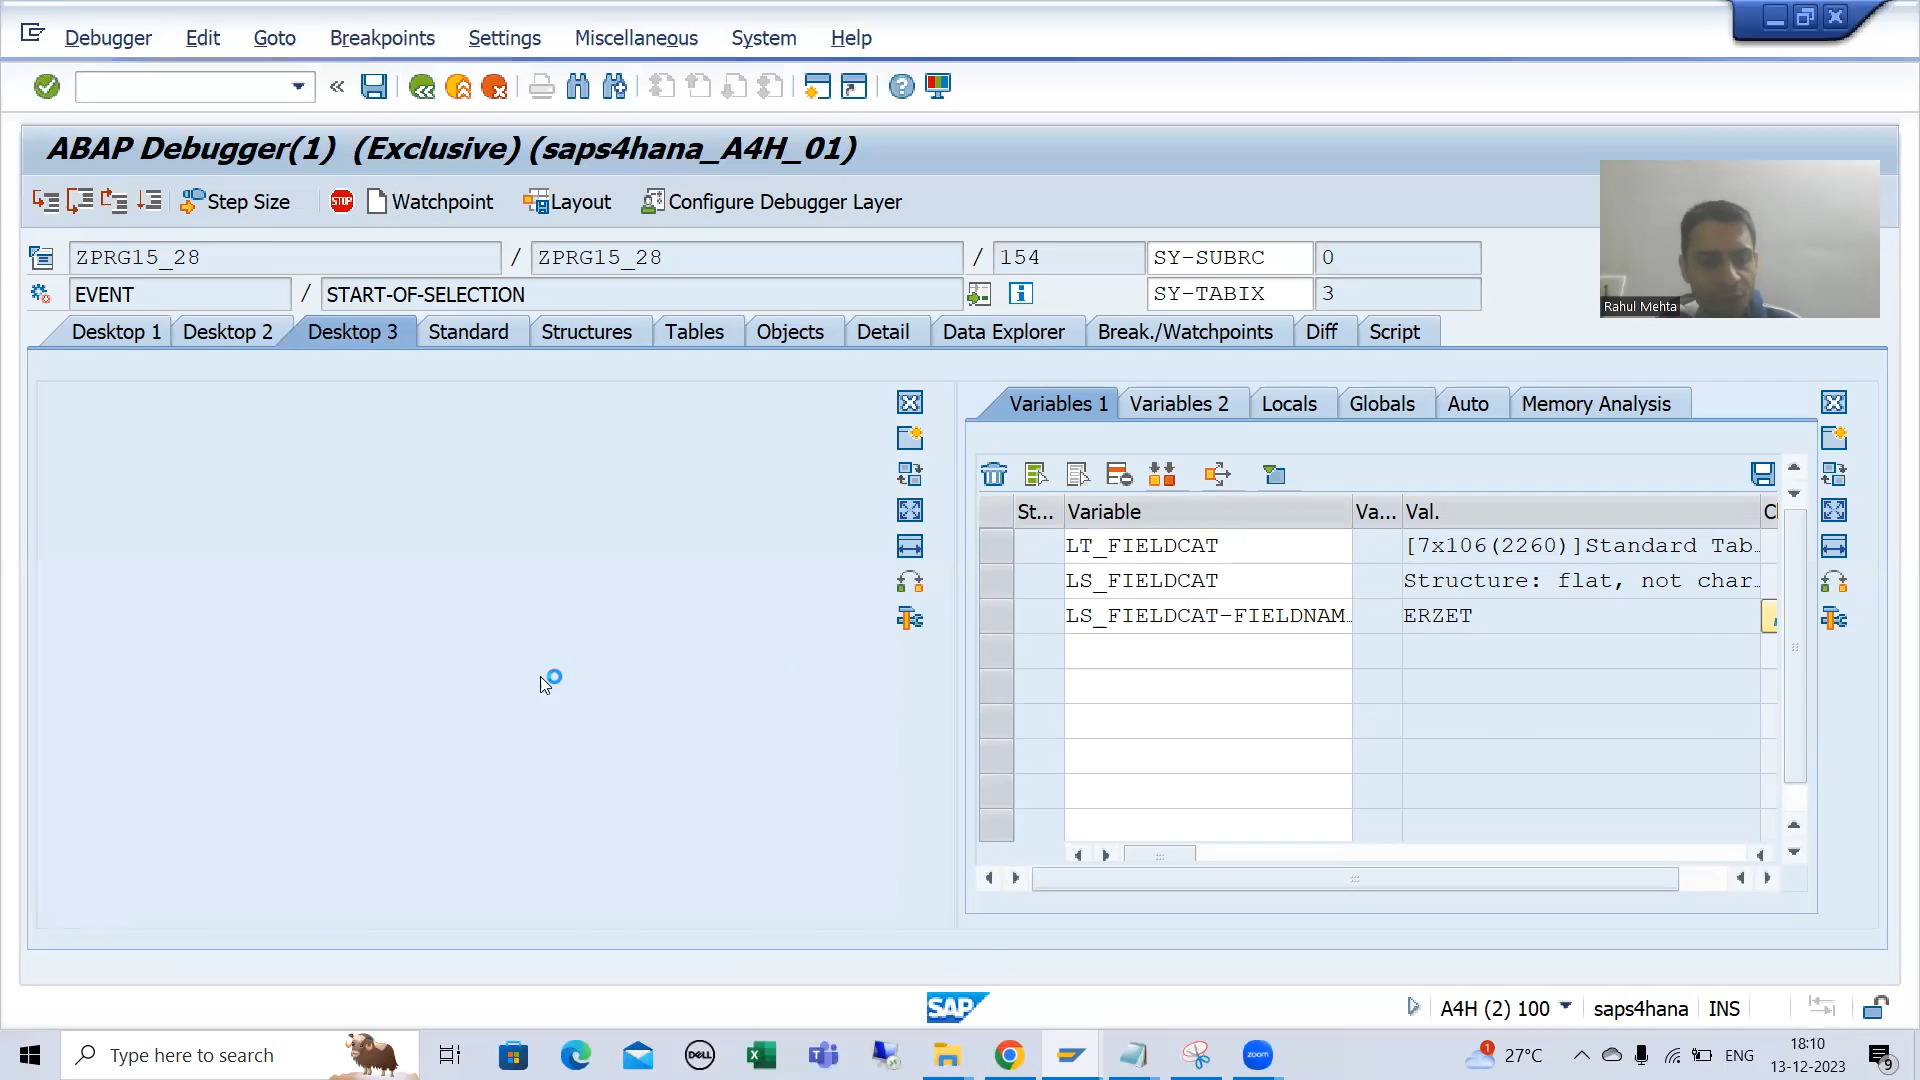 Debugger Edit Goto Breakpoints Settings Miscellaneous System Help
ABAP Debugger(1) (Exclusive) (saps4hana_A4H_01)
Step Size STOP Watchpoint Layout Configure Debugger Layer
ZPRG15_28 / ZPRG15_28 / 154 SY-SUBRC 0
EVENT / START-OF-SELECTION SY-TABIX 3
Rahul Mehta
Desktop 1 Desktop 2 Desktop 3 Standard Structures Tables Objects Detail Data Explorer Break./Watchpoints Diff Script
Variables 1 Variables 2 Locals Globals Auto Memory Analysis
St... Variable Va... Val. C
LT_FIELDCAT [7x106(2260)]Standard Tab..
LS_FIELDCAT Structure: flat, not char..
LS_FIELDCAT-FIELDNAM.. ERZET
SAP A4H (2) 100 saps4hana INS
Type here to search DELL zoom 1 27°C ENG 18:10
13-12-2023 9